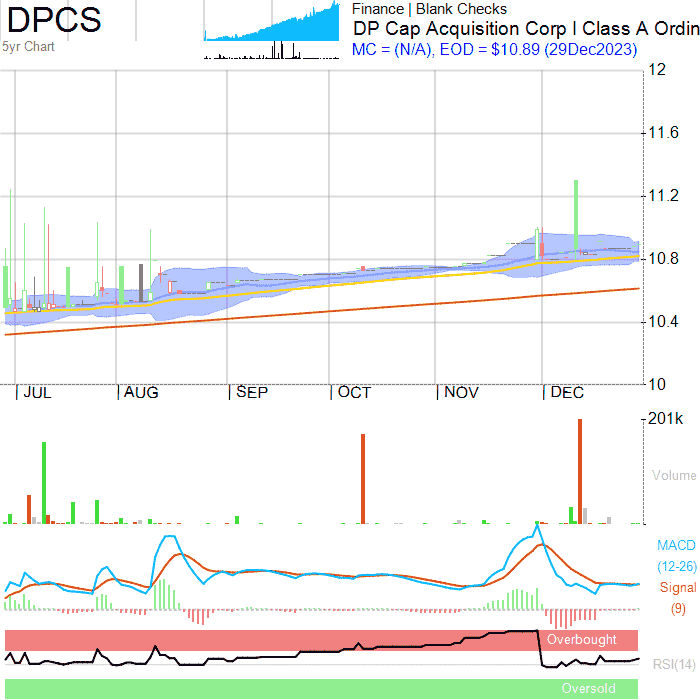 DPCS
5yr Chart
Finance | Blank Checks
DP Cap Acquisition Corp I Class A Ordin
MC = (N/A), EOD = $10.89 (29Dec2023)
12
11.6
11.2
10.8
10.4
10
JUL AUG SEP OCT NOV DEC
201k
Volume
MACD
(12-26)
Signal
(9)
Overbought
RSI(14)
Oversold